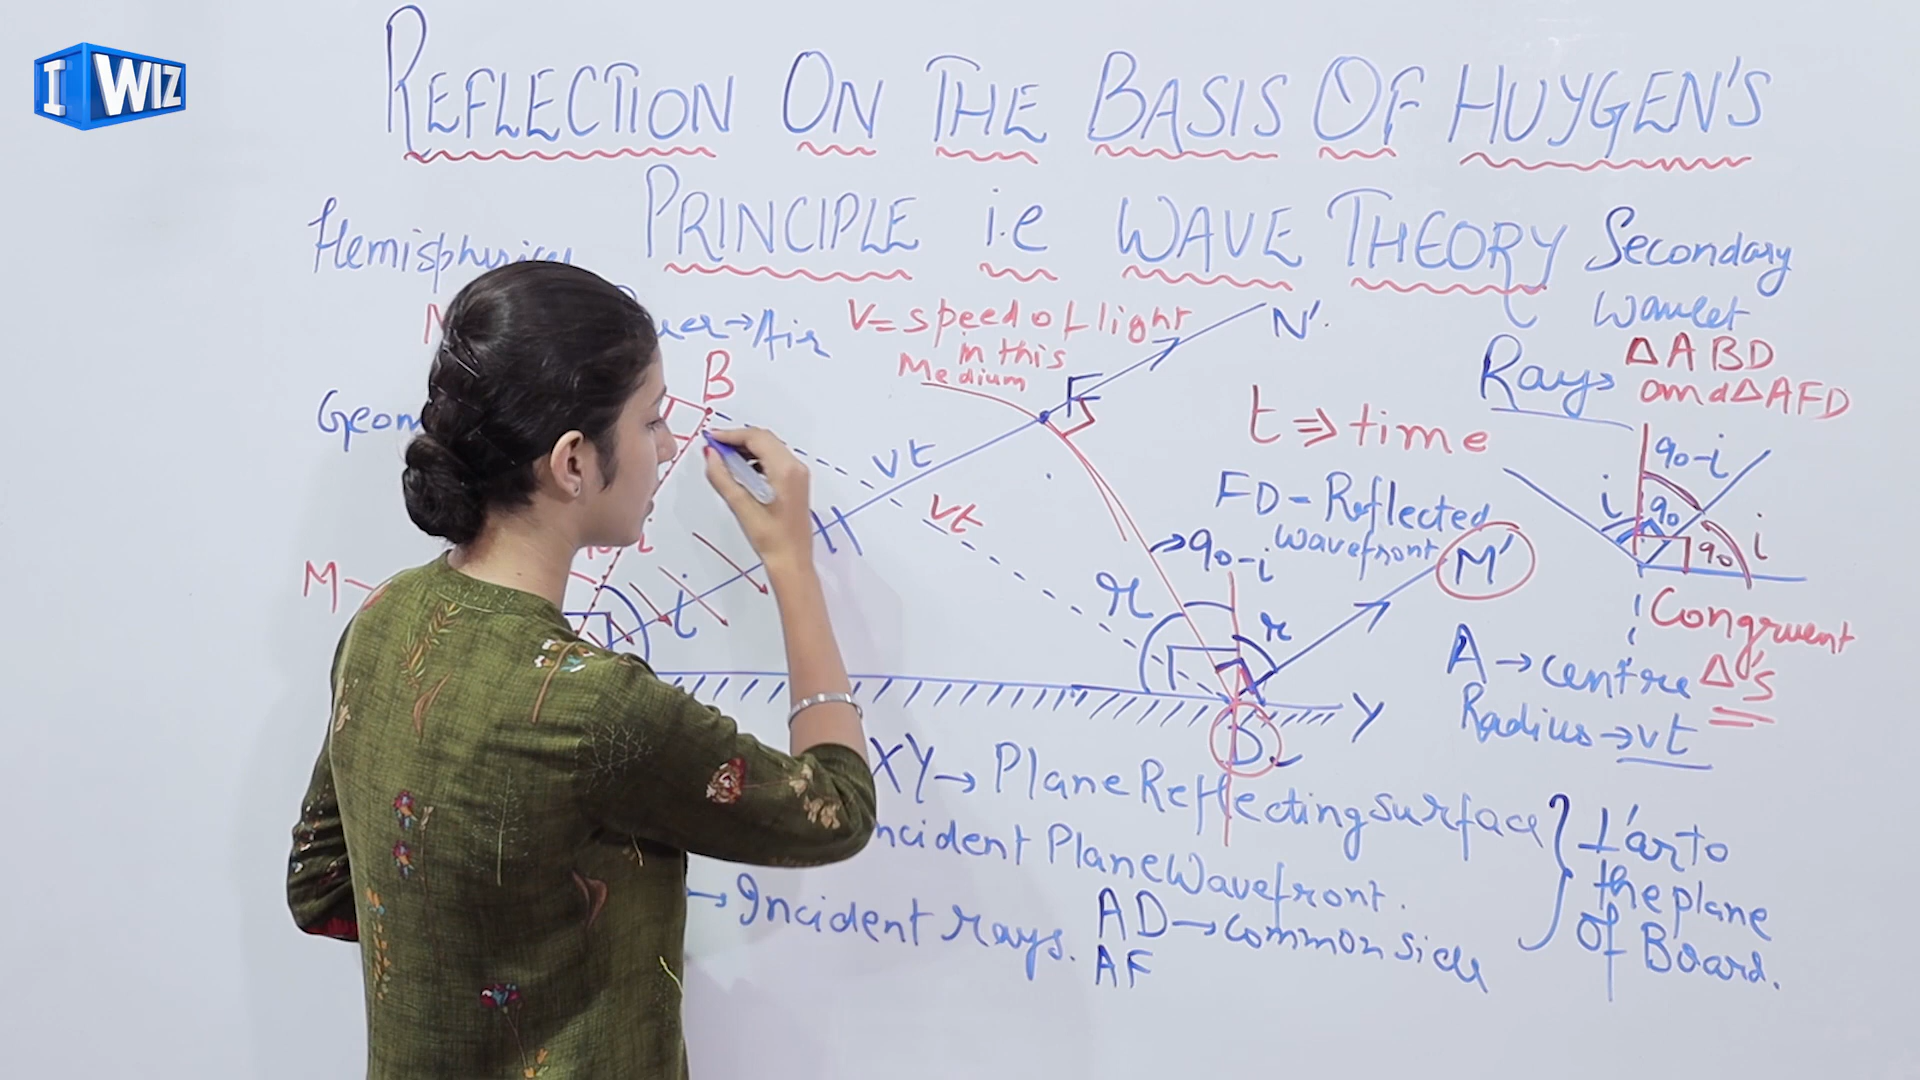 I WIZ
REFLECTION ON THE BASIS OF HUYGEN'S
PRINCIPLE i.e WAVE THEORY
Secondary
Wavelet
Rays
ΔABD
and ΔAFD
→Air
V = speed of light
in this
Medium
N'
B
F
t ⇒ time
vt
vt
FD - Reflected
wavefront
M'
90-i
i
90
90
i
Congruent
Δ's
M
i
r
→90-i
r
A → centre
Radius → vt
Y
D
XY → Plane Reflecting surface
Incident Plane Wavefront.
→ Incident rays.
AD → common side
AF
⊥'ar to
the plane
of Board.